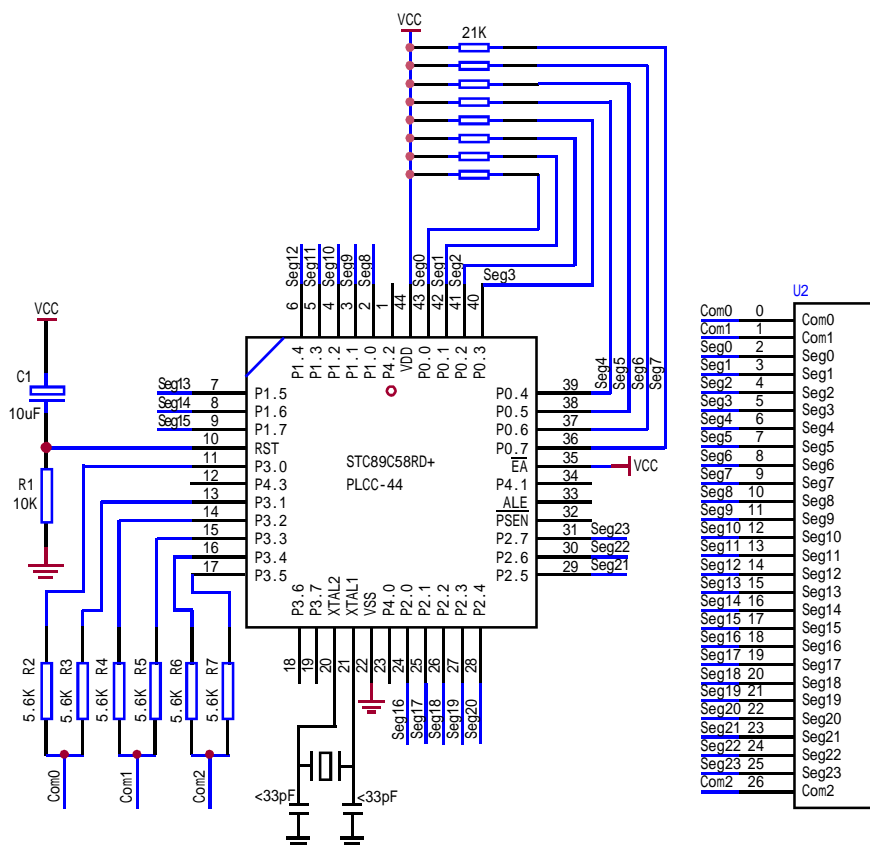 VCC
21K
Seg12
Seg11
Seg10
Seg9
Seg8
Seg0
Seg1
Seg2
Seg3
6
5
4
3
2
1
44
43
42
41
40
P1.4
P1.3
P1.2
P1.1
P1.0
P4.2
VDD
P0.0
P0.1
P0.2
P0.3
VCC
C1
10uF
R1
10K
Seg13 7 P1.5
Seg14 8 P1.6
Seg15 9 P1.7
10 RST
11 P3.0
12 P4.3
13 P3.1
14 P3.2
15 P3.3
16 P3.4
17 P3.5
STC89C58RD+
PLCC-44
Seg4
Seg5
Seg6
Seg7
P0.4 39
P0.5 38
P0.6 37
P0.7 36
EA 35 VCC
P4.1 34
ALE 33
PSEN 32
P2.7 31 Seg23
P2.6 30 Seg22
P2.5 29 Seg21
P3.6
P3.7
XTAL2
XTAL1
VSS
P4.0
P2.0
P2.1
P2.2
P2.3
P2.4
18
19
20
21
22
23
24
25
26
27
28
Seg16
Seg17
Seg18
Seg19
Seg20
5.6K R2
5.6K R3
5.6K R4
5.6K R5
5.6K R6
5.6K R7
Com0
Com1
Com2
<33pF
<33pF
U2
Com0 0 Com0
Com1 1 Com1
Seg0 2 Seg0
Seg1 3 Seg1
Seg2 4 Seg2
Seg3 5 Seg3
Seg4 6 Seg4
Seg5 7 Seg5
Seg6 8 Seg6
Seg7 9 Seg7
Seg8 10 Seg8
Seg9 11 Seg9
Seg10 12 Seg10
Seg11 13 Seg11
Seg12 14 Seg12
Seg13 15 Seg13
Seg14 16 Seg14
Seg15 17 Seg15
Seg16 18 Seg16
Seg17 19 Seg17
Seg18 20 Seg18
Seg19 21 Seg19
Seg20 22 Seg20
Seg21 23 Seg21
Seg22 24 Seg22
Seg23 25 Seg23
Com2 26 Com2